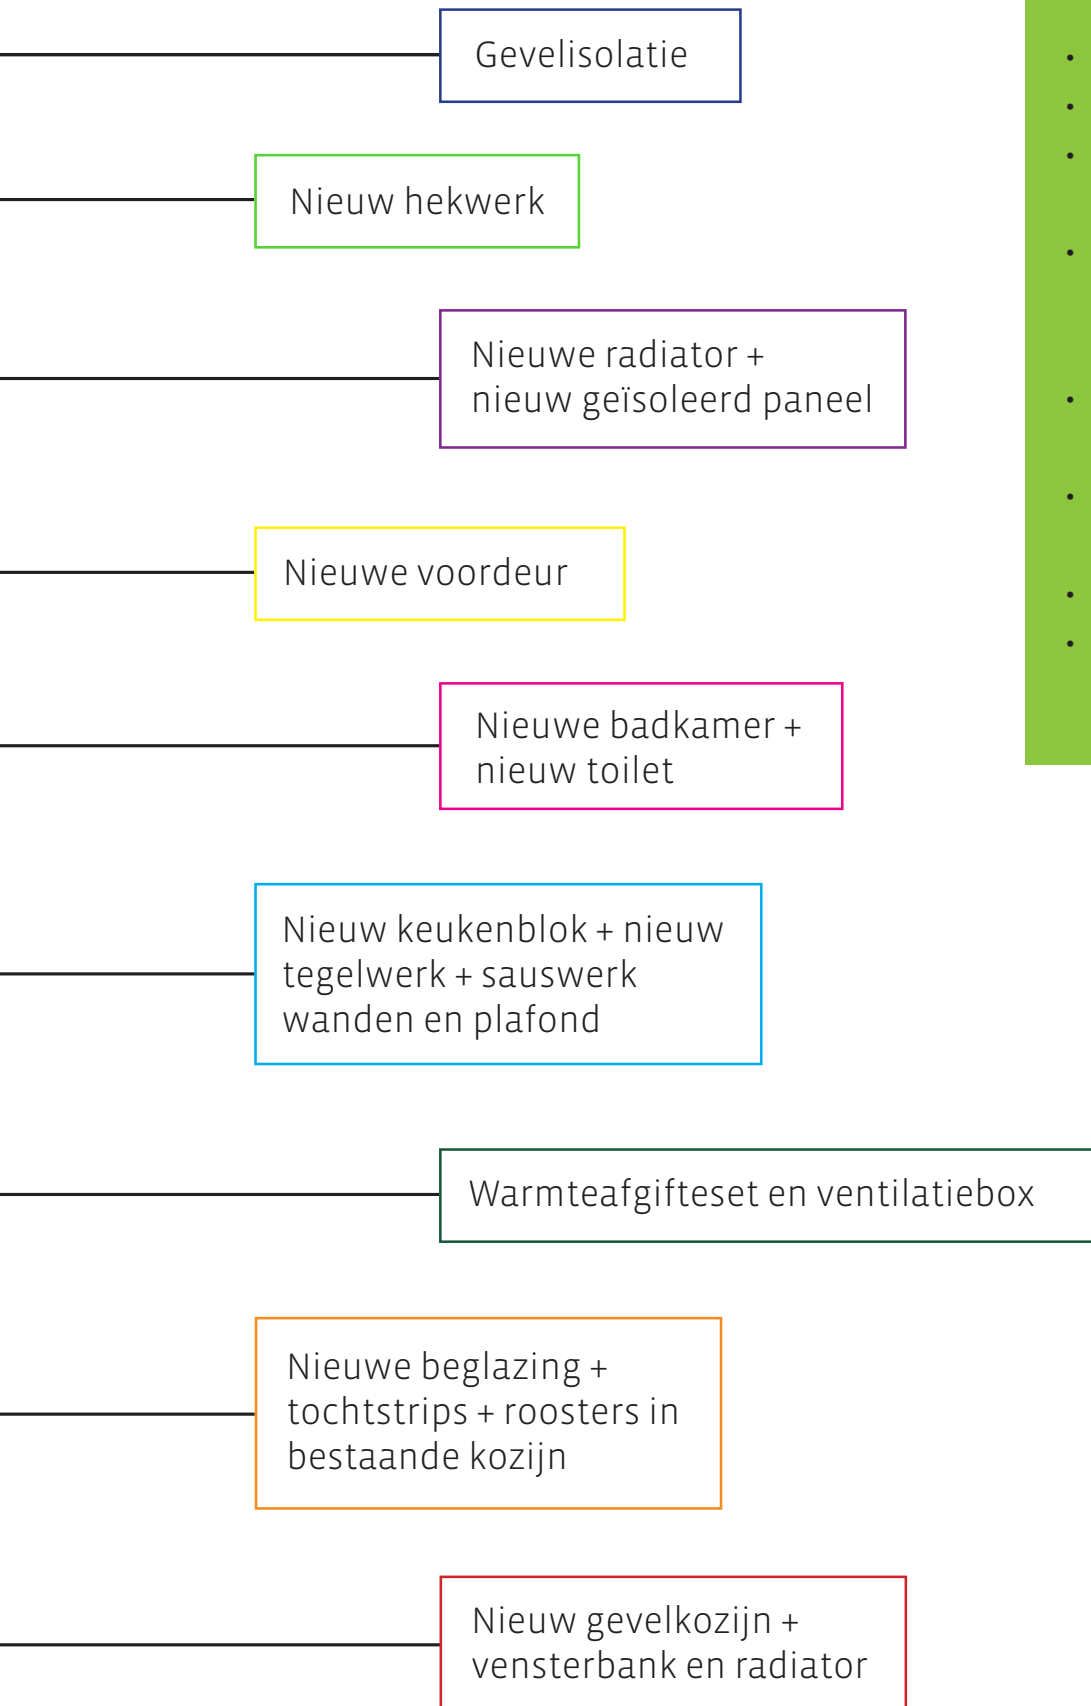 Gevelisolatie
Nieuw hekwerk
Nieuwe radiator +
nieuw geïsoleerd paneel
Nieuwe voordeur
Nieuwe badkamer +
nieuw toilet
Nieuw keukenblok + nieuw
tegelwerk + sauswerk
wanden en plafond
Warmteafgifteset en ventilatiebox
Nieuwe beglazing +
tochtstrips + roosters in
bestaande kozijn
Nieuw gevelkozijn +
vensterbank en radiator